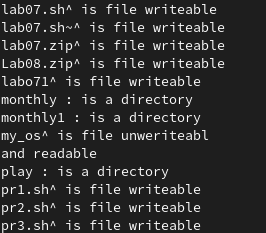 lab07.sh^ is file writeable
lab07.sh~^ is file writeable
lab07.zip^ is file writeable
Lab08.zip^ is file writeable
labo71^ is file writeable
monthly : is a directory
monthly1 : is a directory
my_os^ is file unwriteabl
and readable
play : is a directory
pr1.sh^ is file writeable
pr2.sh^ is file writeable
pr3.sh^ is file writeable